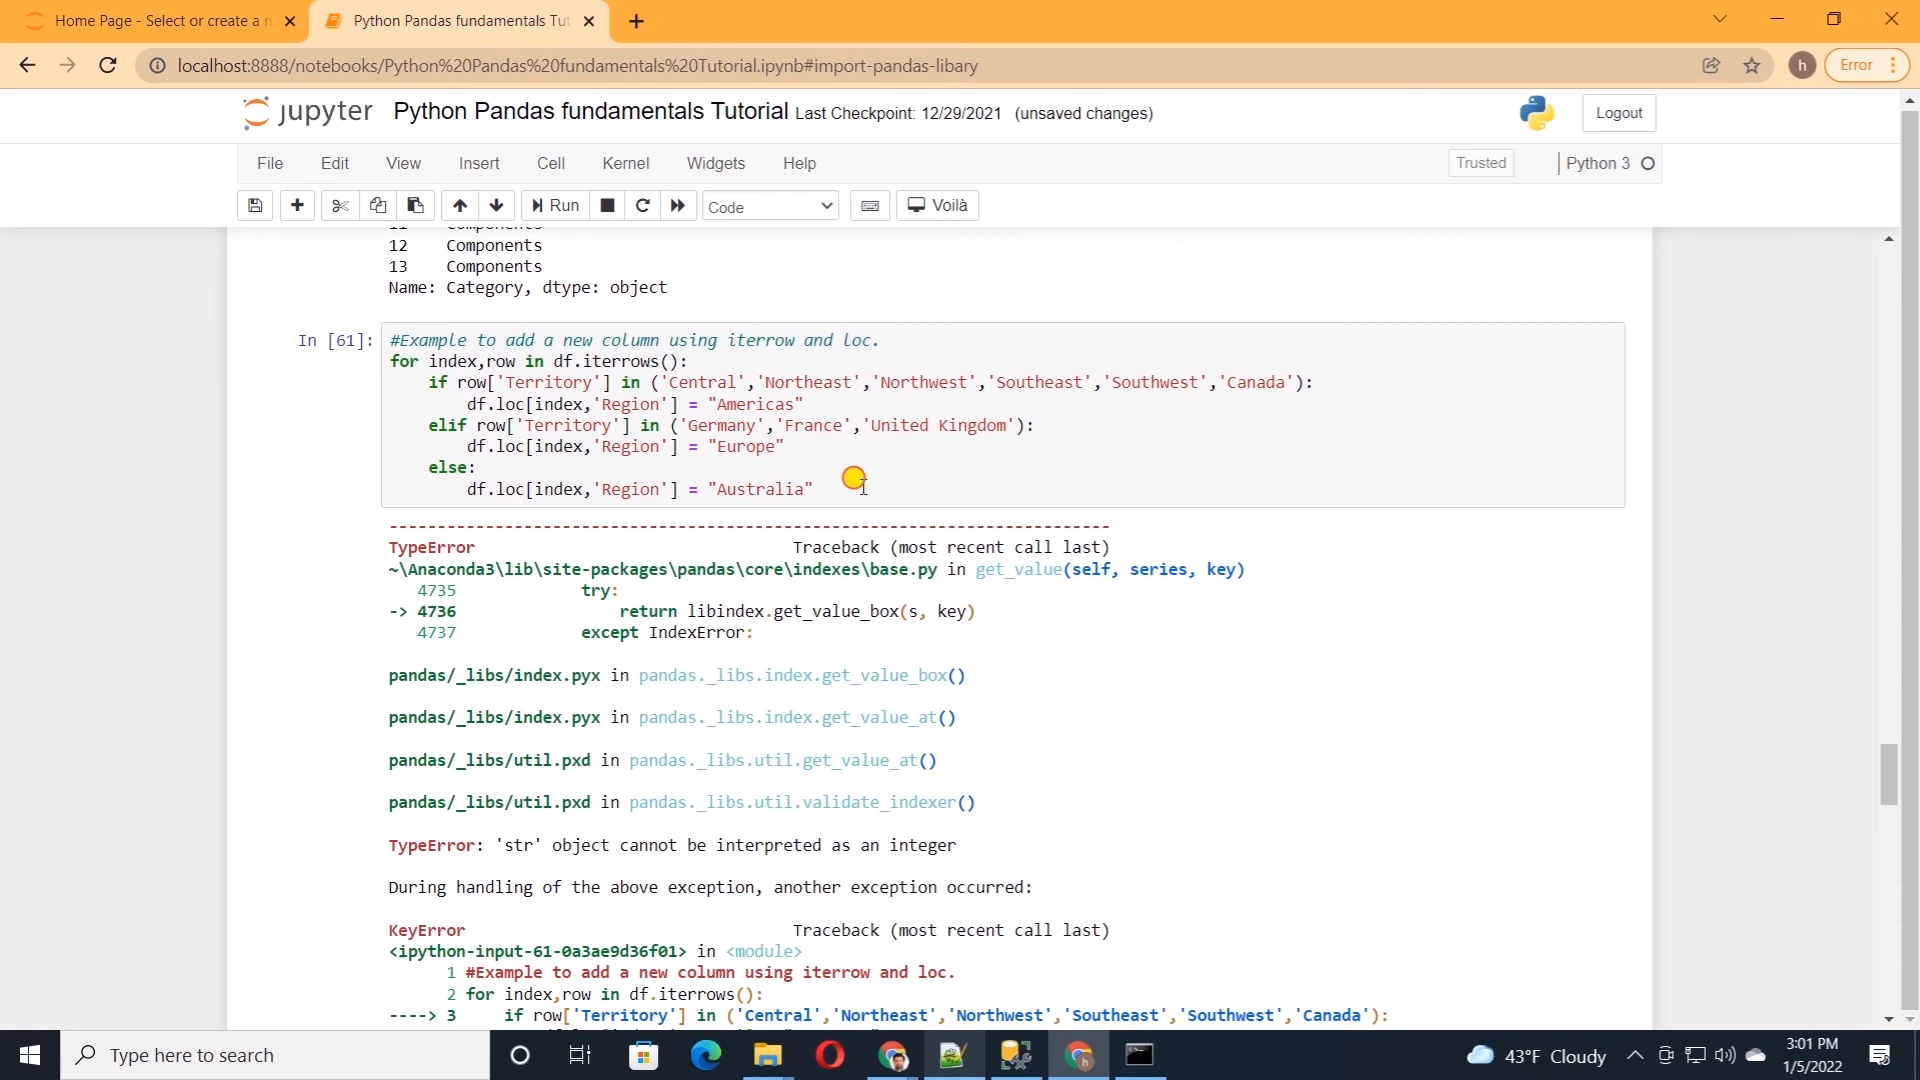 Home Page - Select or create a n
Python Pandas fundamentals Tut
localhost:8888/notebooks/Python%20Pandas%20fundamentals%20Tutorial.ipynb#import-pandas-libary
h
Error
jupyter Python Pandas fundamentals Tutorial Last Checkpoint: 12/29/2021 (unsaved changes)
Logout
File Edit View Insert Cell Kernel Widgets Help
Trusted
Python 3
Run
Code
Voilà
11 Components
12 Components
13 Components
Name: Category, dtype: object
In [61]:
#Example to add a new column using iterrow and loc.
for index,row in df.iterrows():
    if row['Territory'] in ('Central','Northeast','Northwest','Southeast','Southwest','Canada'):
        df.loc[index,'Region'] = "Americas"
    elif row['Territory'] in ('Germany','France','United Kingdom'):
        df.loc[index,'Region'] = "Europe"
    else:
        df.loc[index,'Region'] = "Australia"
---------------------------------------------------------------------------
TypeError                                 Traceback (most recent call last)
~\Anaconda3\lib\site-packages\pandas\core\indexes\base.py in get_value(self, series, key)
   4735             try:
-> 4736                 return libindex.get_value_box(s, key)
   4737             except IndexError:
pandas/_libs/index.pyx in pandas._libs.index.get_value_box()
pandas/_libs/index.pyx in pandas._libs.index.get_value_at()
pandas/_libs/util.pxd in pandas._libs.util.get_value_at()
pandas/_libs/util.pxd in pandas._libs.util.validate_indexer()
TypeError: 'str' object cannot be interpreted as an integer
During handling of the above exception, another exception occurred:
KeyError                                  Traceback (most recent call last)
<ipython-input-61-0a3ae9d36f01> in <module>
      1 #Example to add a new column using iterrow and loc.
      2 for index,row in df.iterrows():
----> 3     if row['Territory'] in ('Central','Northeast','Northwest','Southeast','Southwest','Canada'):
Type here to search
h
43°F Cloudy
3:01 PM
1/5/2022